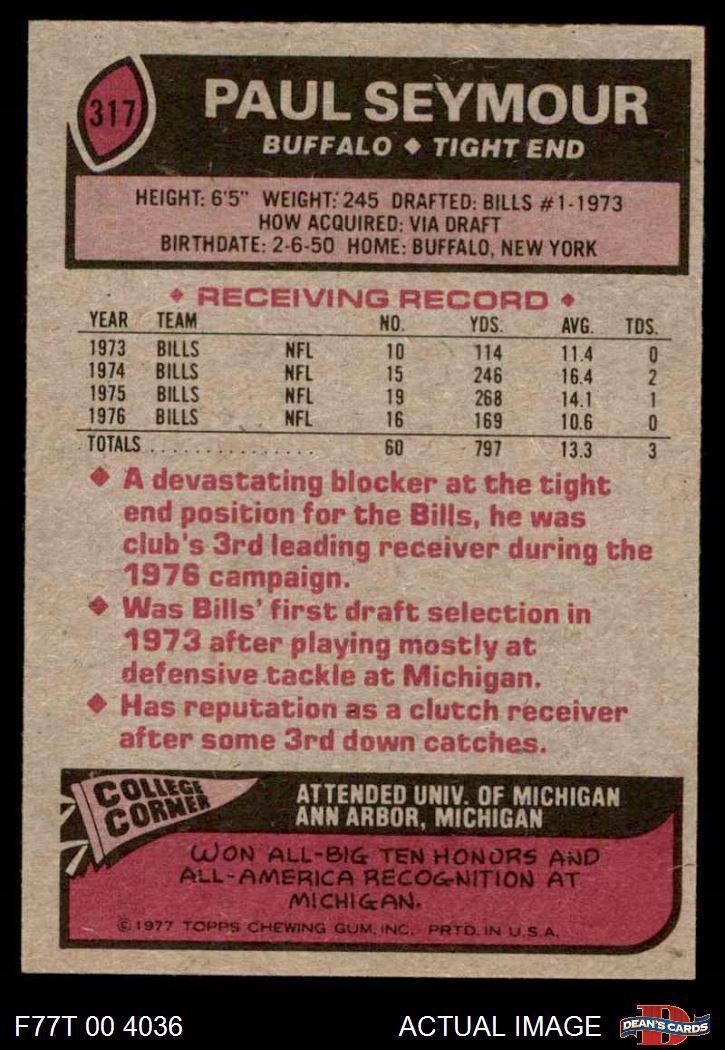 317
PAUL SEYMOUR
BUFFALO ◆ TIGHT END
HEIGHT: 6'5" WEIGHT: 245 DRAFTED: BILLS #1-1973
HOW ACQUIRED: VIA DRAFT
BIRTHDATE: 2-6-50 HOME: BUFFALO, NEW YORK
◆ RECEIVING RECORD ◆
YEAR TEAM NO. YDS. AVG. TDS.
1973 BILLS NFL 10 114 11.4 0
1974 BILLS NFL 15 246 16.4 2
1975 BILLS NFL 19 268 14.1 1
1976 BILLS NFL 16 169 10.6 0
TOTALS . . . . . . . . . . . . . . . . 60 797 13.3 3
◆ A devastating blocker at the tight
end position for the Bills, he was
club's 3rd leading receiver during the
1976 campaign.
◆ Was Bills' first draft selection in
1973 after playing mostly at
defensive tackle at Michigan.
◆ Has reputation as a clutch receiver
after some 3rd down catches.
COLLEGE
CORNER
ATTENDED UNIV. OF MICHIGAN
ANN ARBOR, MICHIGAN
WON ALL-BIG TEN HONORS AND
ALL-AMERICA RECOGNITION AT
MICHIGAN.
© 1977 TOPPS CHEWING GUM, INC. PRTD. IN U.S.A.
F77T 00 4036
ACTUAL IMAGE
D
DEAN'S CARDS